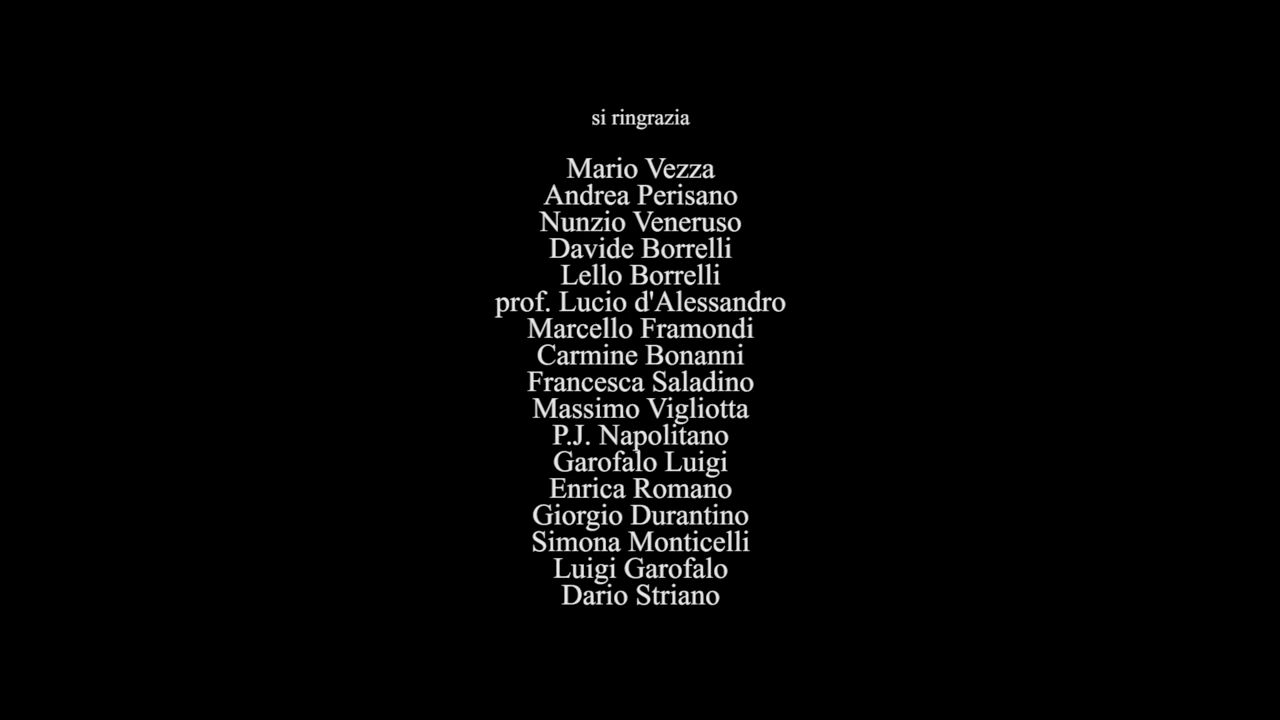 si ringrazia
Mario Vezza
Andrea Perisano
Nunzio Veneruso
Davide Borrelli
Lello Borrelli
prof. Lucio d'Alessandro
Marcello Framondi
Carmine Bonanni
Francesca Saladino
Massimo Vigliotta
P.J. Napolitano
Garofalo Luigi
Enrica Romano
Giorgio Durantino
Simona Monticelli
Luigi Garofalo
Dario Striano